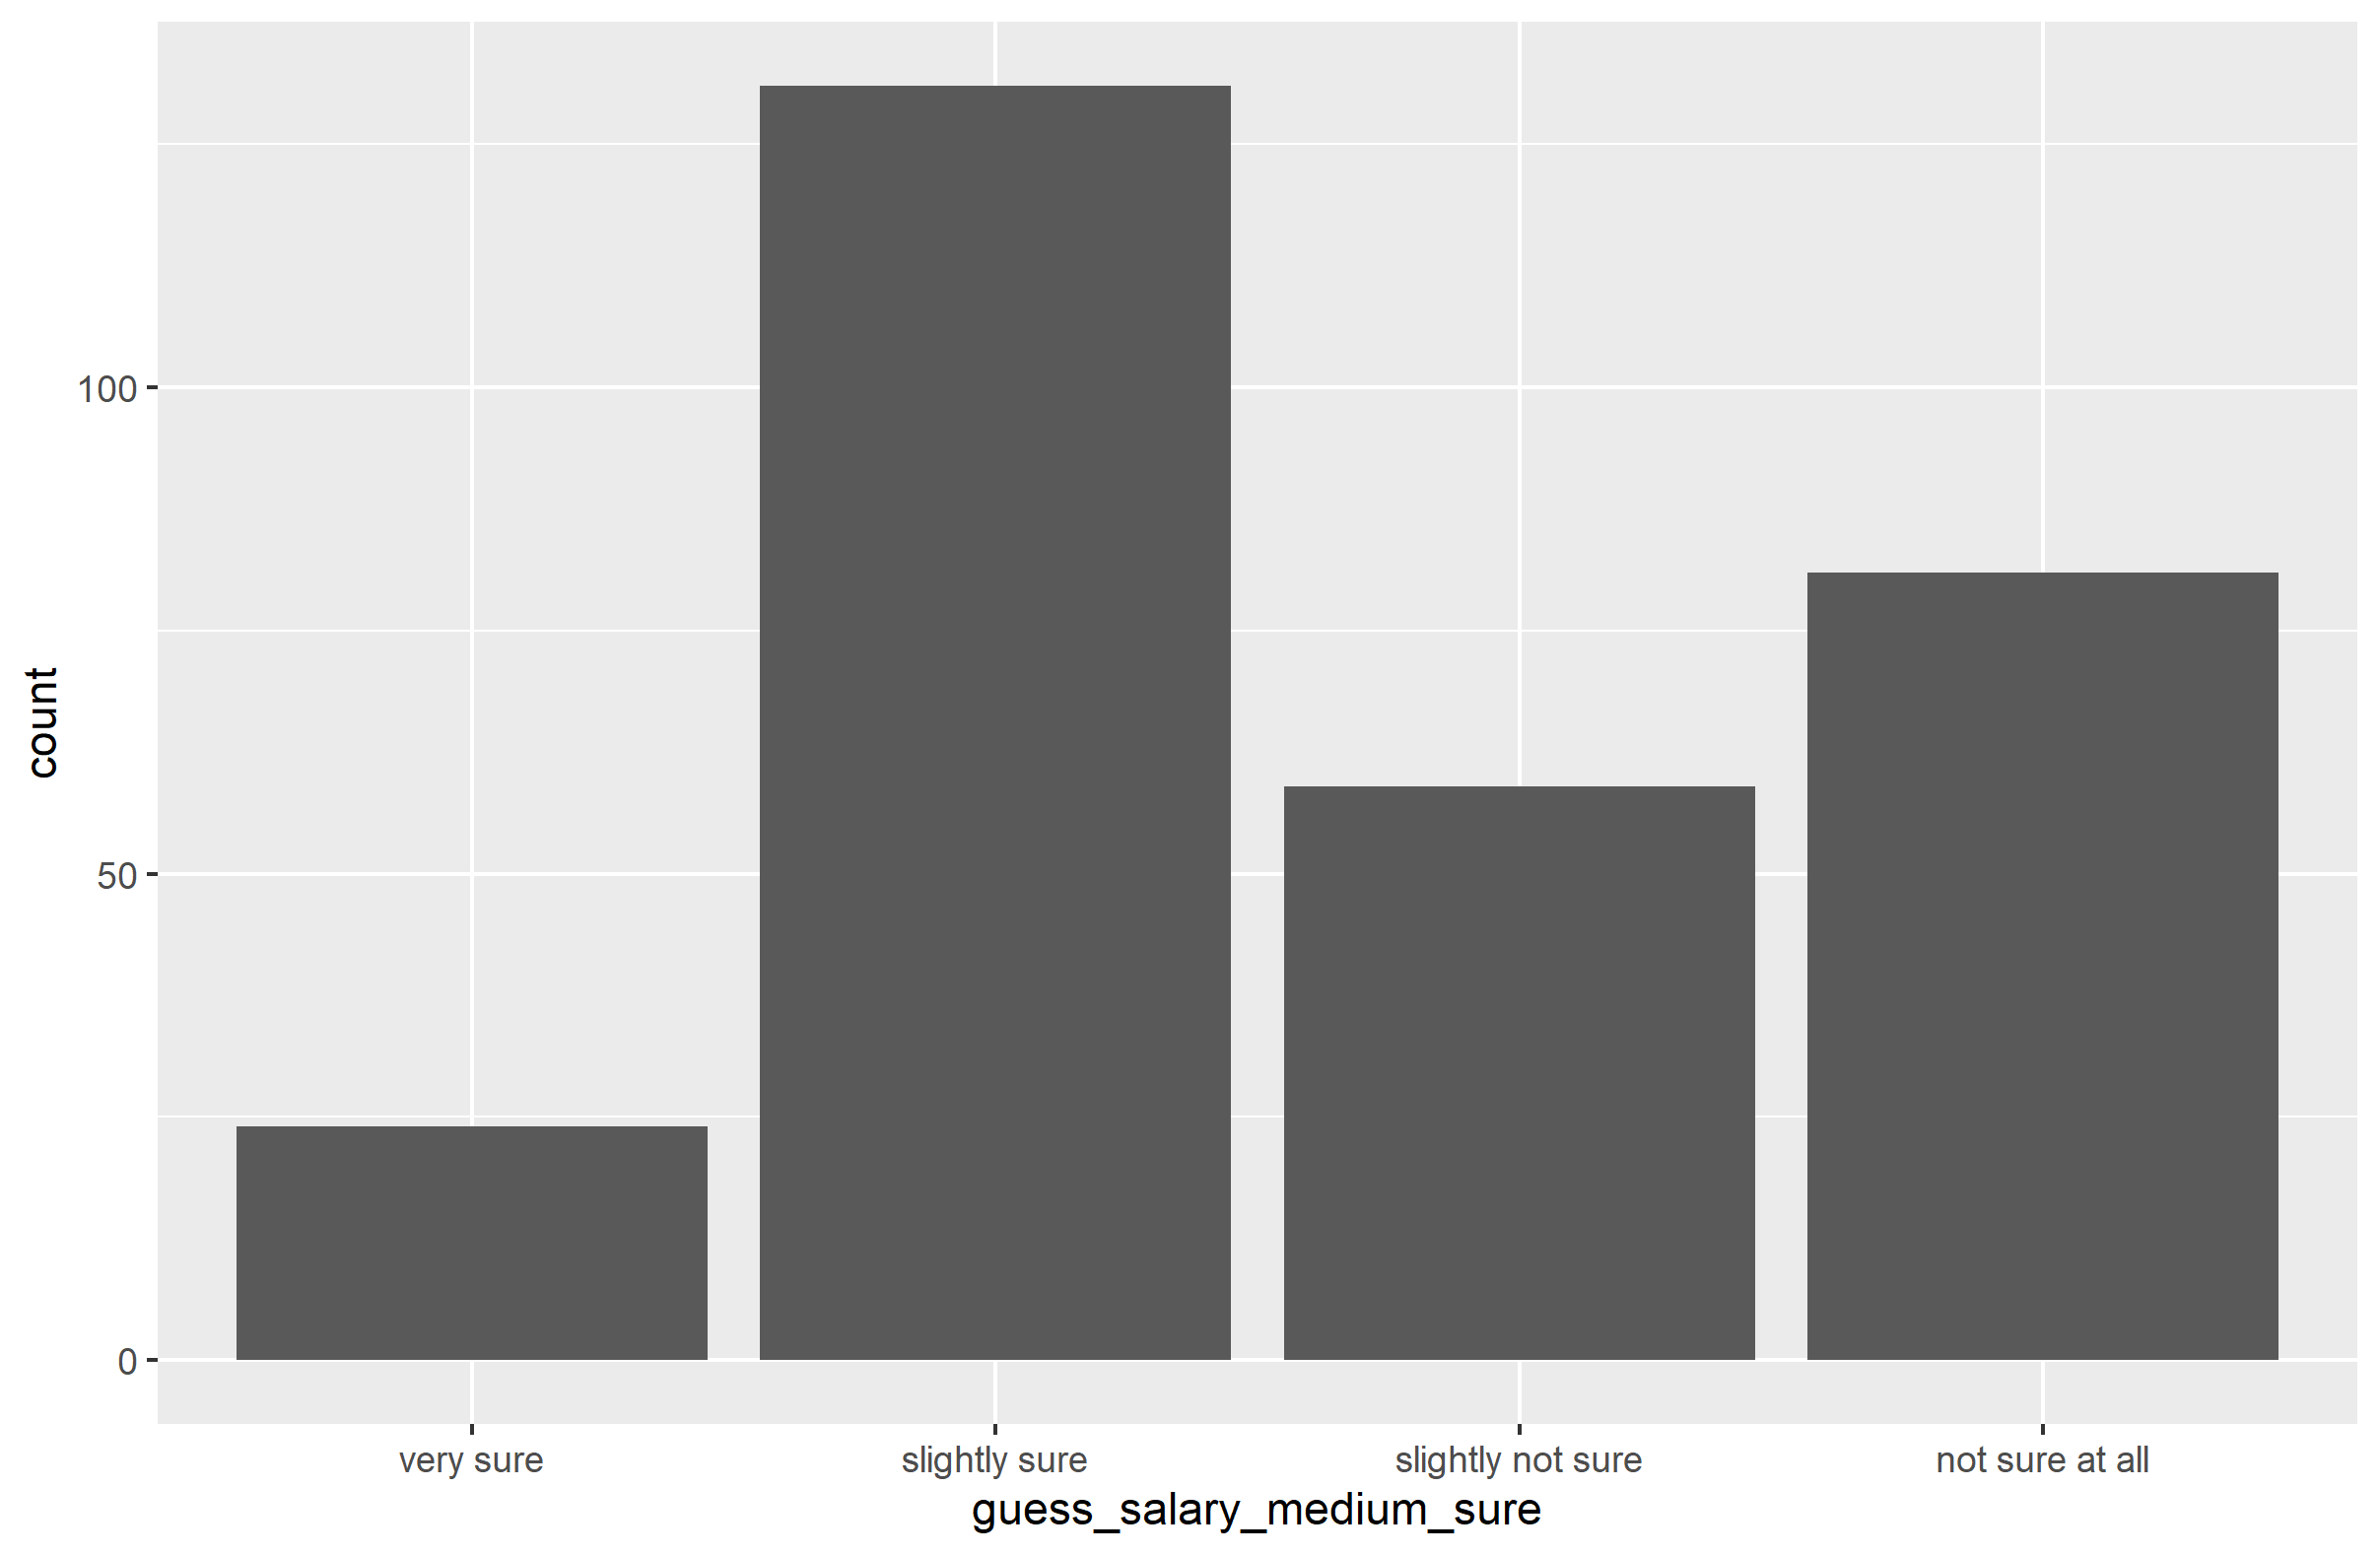 count
100
50
0
very sure
slightly sure
slightly not sure
not sure at all
guess_salary_medium_sure